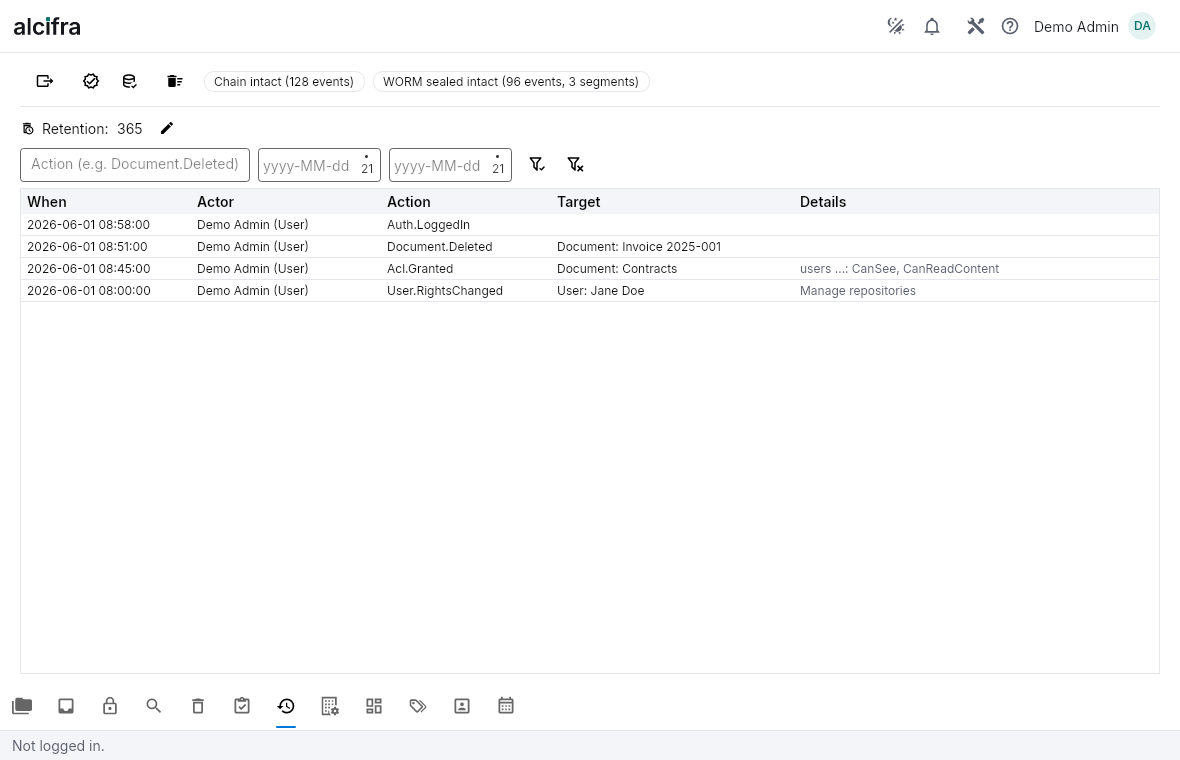 alcifra
Demo Admin DA
Chain intact (128 events) WORM sealed intact (96 events, 3 segments)
Retention: 365
Action (e.g. Document.Deleted) yyyy-MM-dd 21 yyyy-MM-dd 21
When Actor Action Target Details
2026-06-01 08:58:00 Demo Admin (User) Auth.LoggedIn
2026-06-01 08:51:00 Demo Admin (User) Document.Deleted Document: Invoice 2025-001
2026-06-01 08:45:00 Demo Admin (User) Acl.Granted Document: Contracts users ...: CanSee, CanReadContent
2026-06-01 08:00:00 Demo Admin (User) User.RightsChanged User: Jane Doe Manage repositories
Not logged in.